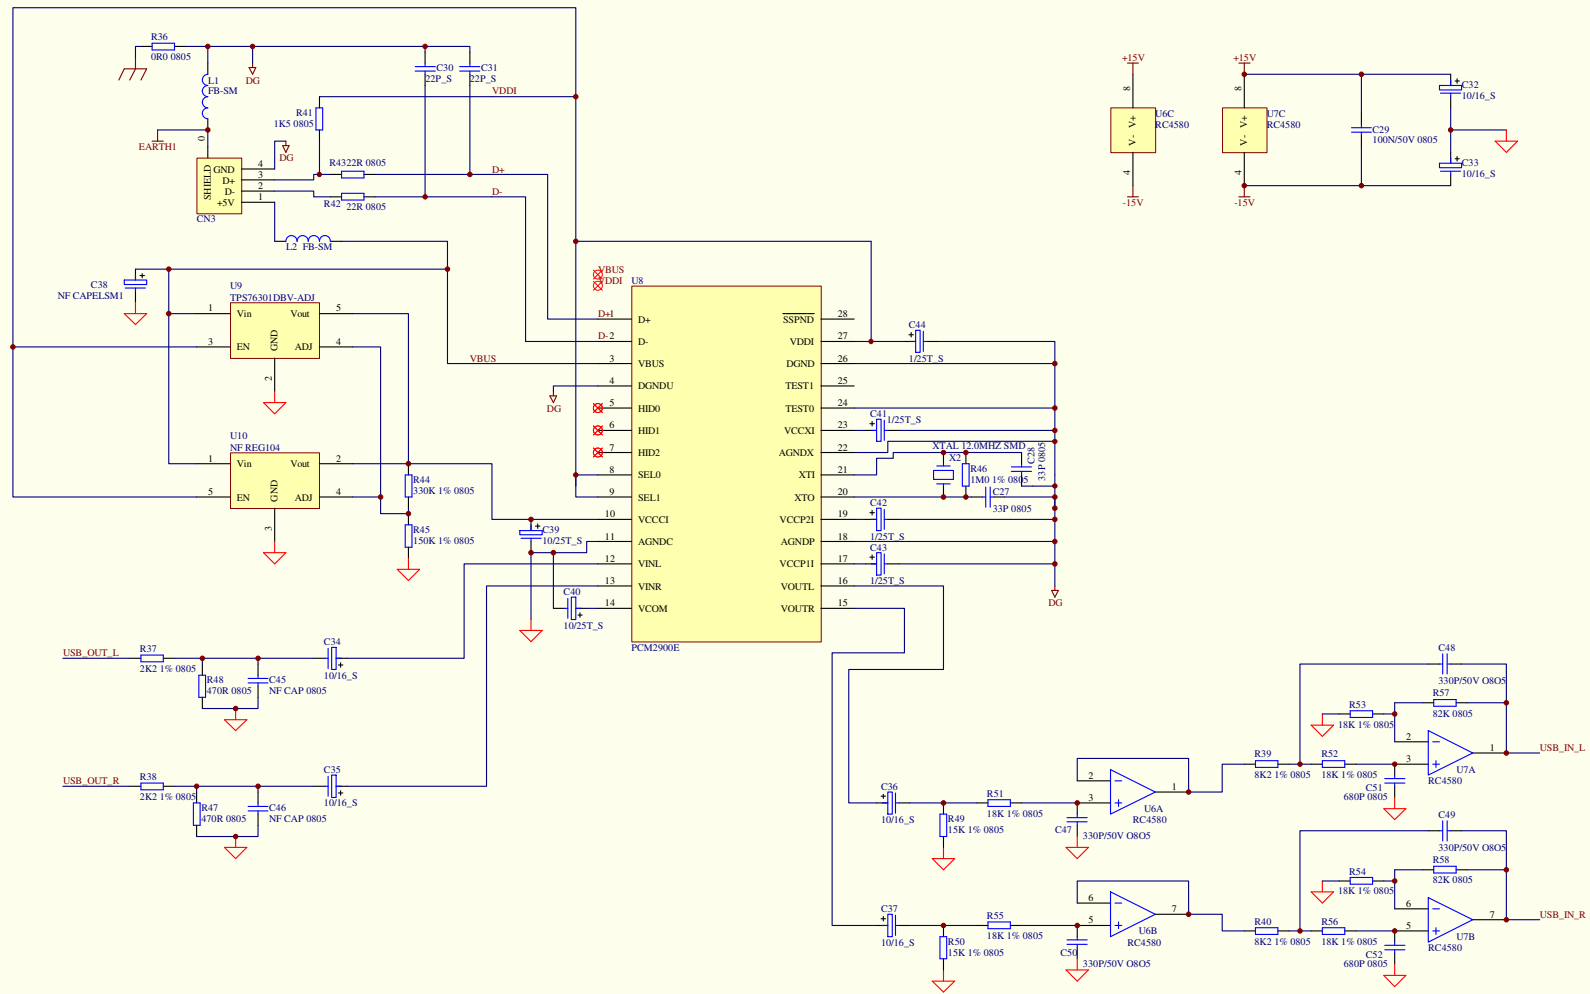 R36
0R0 0805
L1
FB-SM
DG
C30
22P_S
C31
22P_S
VDDI
R41
1K5 0805
EARTH1
0
SHIELD
GND
D+
D-
+5V
4
3
2
1
CN3
DG
R43 22R 0805
R42
22R 0805
D+
D-
L2 FB-SM
+15V
8
V+
V-
4
-15V
U6C
RC4580
+15V
8
V+
V-
4
-15V
U7C
RC4580
C29
100N/50V 0805
C32
10/16_S
C33
10/16_S
C38
NF CAPELSM1
U9
TPS76301DBV-ADJ
1
Vin
Vout
5
3
EN
GND
ADJ
4
2
U10
NF REG104
1
Vin
Vout
2
5
EN
GND
ADJ
4
3
R44
330K 1% 0805
R45
150K 1% 0805
VBUS
VBUS
VDDI
U8
D+
1
D+
D-
2
D-
3
VBUS
4
DGNDU
DG
5
HID0
6
HID1
7
HID2
8
SEL0
9
SEL1
10
VCCCI
11
AGNDC
12
VINL
13
VINR
14
VCOM
SSPND
28
VDDI
27
DGND
26
TEST1
25
TEST0
24
VCCXI
23
AGNDX
22
XTI
21
XTO
20
VCCP2I
19
AGNDP
18
VCCP1I
17
VOUTL
16
VOUTR
15
PCM2900E
C39
10/25T_S
C40
10/25T_S
C44
1/25T_S
C41
1/25T_S
XTAL 12.0MHZ SMD
X2
R46
1M0 1% 0805
C28
33P 0805
C27
33P 0805
C42
1/25T_S
C43
1/25T_S
DG
USB_OUT_L
R37
2K2 1% 0805
R48
470R 0805
C45
NF CAP 0805
C34
10/16_S
USB_OUT_R
R38
2K2 1% 0805
R47
470R 0805
C46
NF CAP 0805
C35
10/16_S
C36
10/16_S
R49
15K 1% 0805
R51
18K 1% 0805
C47
330P/50V O8O5
2
3
1
U6A
RC4580
R39
8K2 1% 0805
R52
18K 1% 0805
R53
18K 1% 0805
C48
330P/50V O8O5
R57
82K 0805
C51
680P 0805
2
3
1
U7A
RC4580
USB_IN_L
C37
10/16_S
R50
15K 1% 0805
R55
18K 1% 0805
C50
330P/50V O8O5
6
5
7
U6B
RC4580
R40
8K2 1% 0805
R56
18K 1% 0805
R54
18K 1% 0805
C49
330P/50V O8O5
R58
82K 0805
C52
680P 0805
6
5
7
U7B
RC4580
USB_IN_R